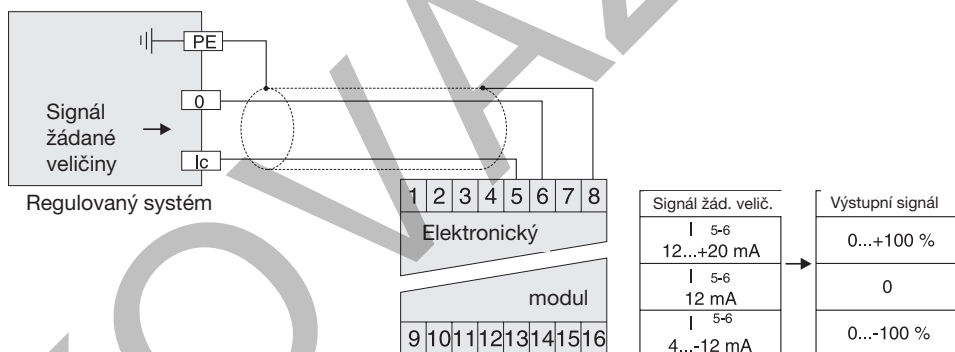 PE
0
Signál
žádané
veličiny
Ic
Regulovaný systém
1 2 3 4 5 6 7 8
Elektronický
modul
9 10 11 12 13 14 15 16
Signál žád. velič.
I 5-6
12...+20 mA
I 5-6
12 mA
I 5-6
4...-12 mA
Výstupní signál
0...+100 %
0
0...-100 %